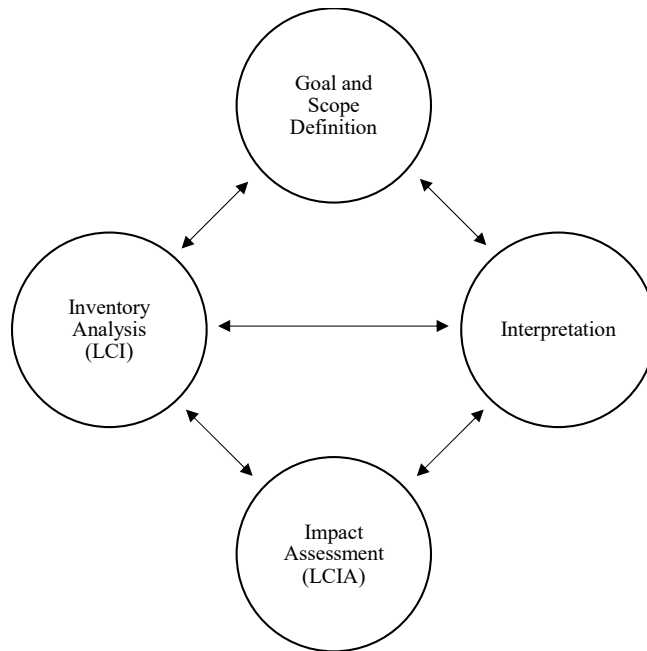 Goal and
Scope
Definition
Inventory
Analysis
(LCI)
Interpretation
Impact
Assessment
(LCIA)